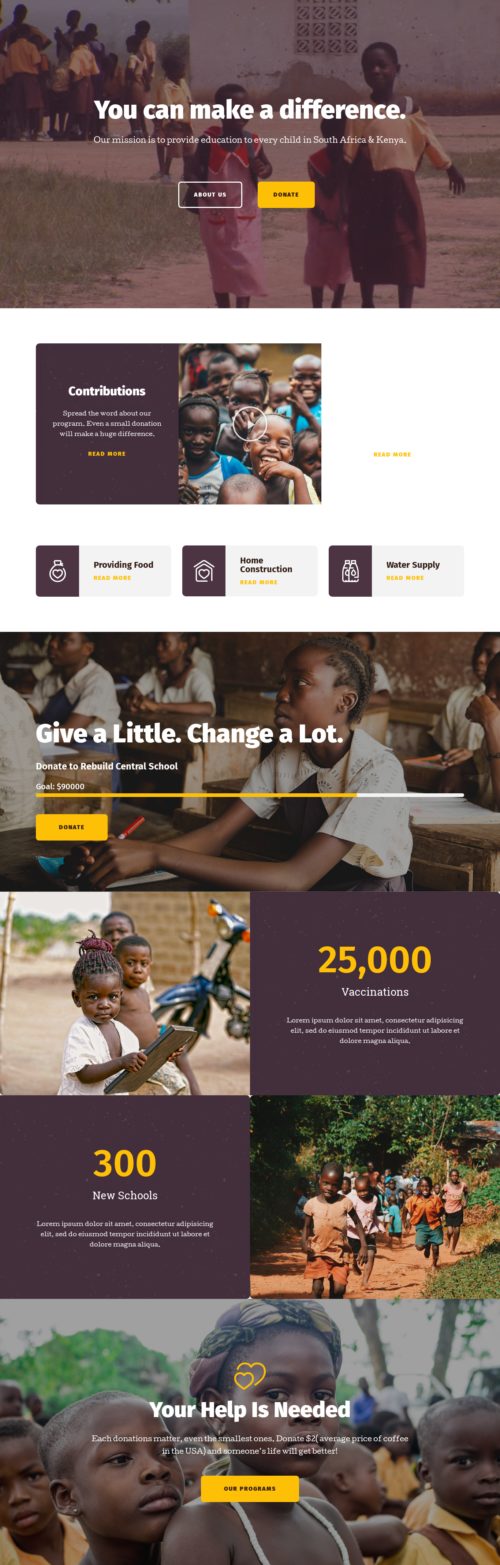 You can make a difference.
Our mission is to provide education to every child in South Africa & Kenya.
ABOUT US
DONATE
Contributions
Spread the word about our
program. Even a small donation
will make a huge difference.
READ MORE
READ MORE
Providing Food
READ MORE
Home
Construction
READ MORE
Water Supply
READ MORE
Give a Little. Change a Lot.
Donate to Rebuild Central School
Goal: $90000
DONATE
25,000
Vaccinations
Lorem ipsum dolor sit amet, consectetur adipisicing
elit, sed do eiusmod tempor incididunt ut labore et
dolore magna aliqua.
300
New Schools
Lorem ipsum dolor sit amet, consectetur adipisicing
elit, sed do eiusmod tempor incididunt ut labore et
dolore magna aliqua.
Your Help Is Needed
Each donations matter, even the smallest ones. Donate $2( average price of coffee
in the USA) and someone's life will get better!
OUR PROGRAMS